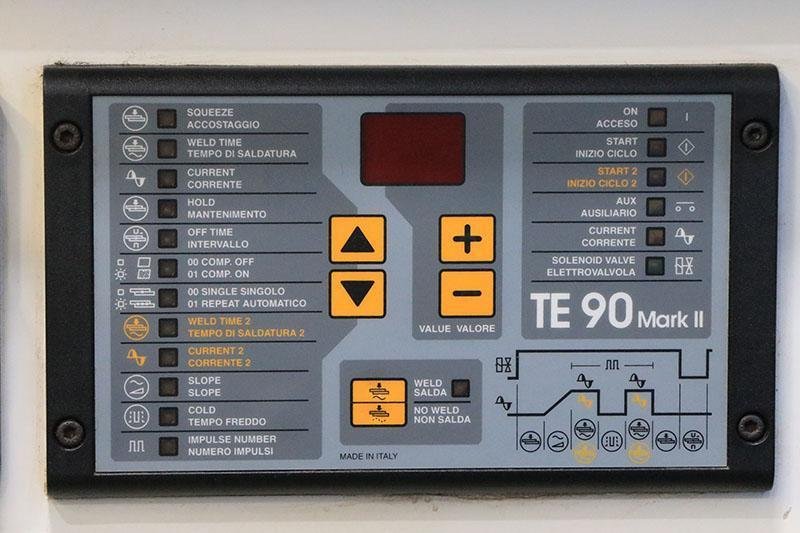 SQUEEZE
ACCOSTAGGIO
WELD TIME
TEMPO DI SALDATURA
CURRENT
CORRENTE
HOLD
MANTENIMENTO
OFF TIME
INTERVALLO
00 COMP. OFF
01 COMP. ON
00 SINGLE SINGOLO
01 REPEAT AUTOMATICO
WELD TIME 2
TEMPO DI SALDATURA 2
CURRENT 2
CORRENTE 2
SLOPE
SLOPE
COLD
TEMPO FREDDO
IMPULSE NUMBER
NUMERO IMPULSI
+
−
VALUE VALORE
WELD
SALDA
NO WELD
NON SALDA
MADE IN ITALY
ON
ACCESO
START
INIZIO CICLO
START 2
INIZIO CICLO 2
AUX
AUSILIARIO
CURRENT
CORRENTE
SOLENOID VALVE
ELETTROVALVOLA
TE 90 Mark II